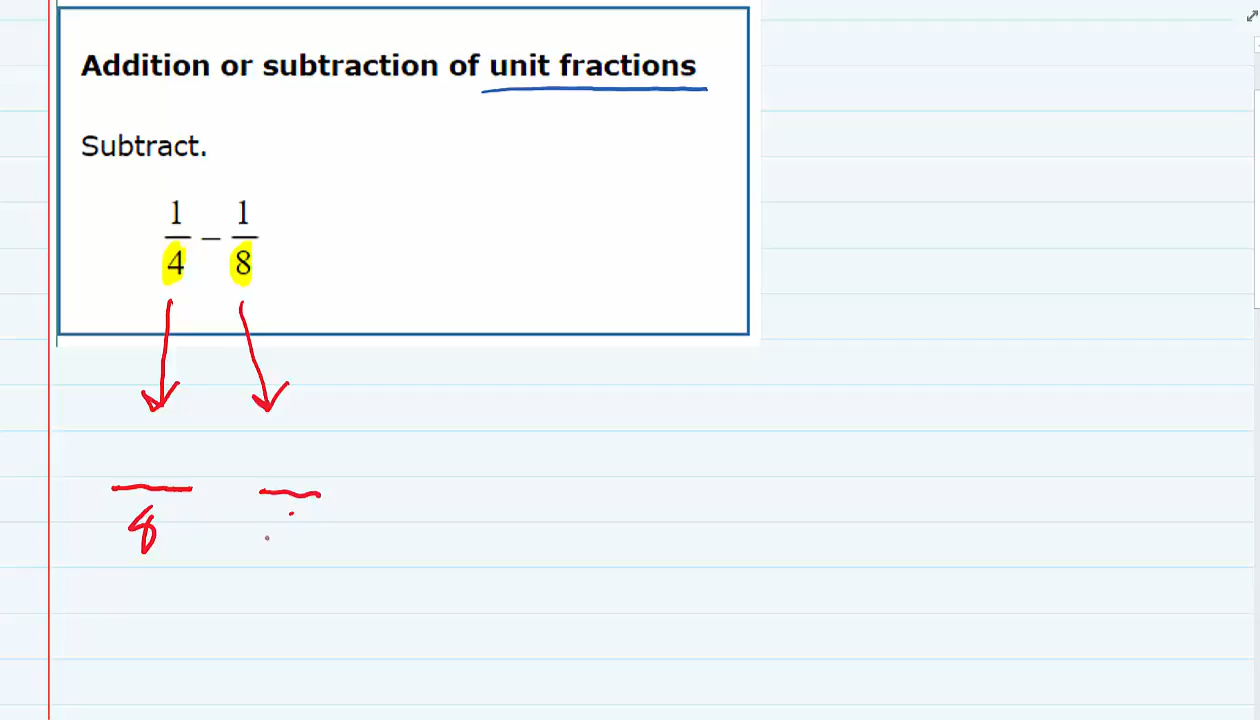 Addition or subtraction of unit fractions
Subtract.
1/4 − 1/8
8